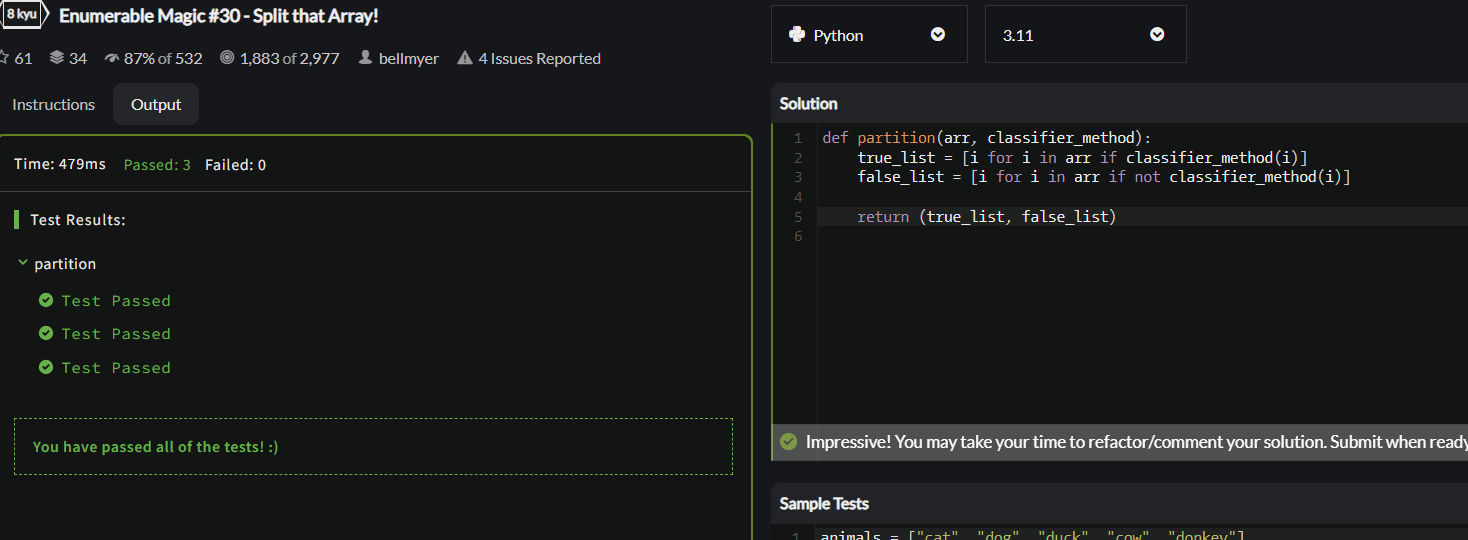 8 kyu Enumerable Magic #30 - Split that Array!
61 34 87% of 532 1,883 of 2,977 bellmyer 4 Issues Reported
Instructions Output
Time: 479ms Passed: 3 Failed: 0
Test Results:
partition
Test Passed
Test Passed
Test Passed
You have passed all of the tests! :)
Python 3.11
Solution
1 def partition(arr, classifier_method):
2 true_list = [i for i in arr if classifier_method(i)]
3 false_list = [i for i in arr if not classifier_method(i)]
4
5 return (true_list, false_list)
6
Impressive! You may take your time to refactor/comment your solution. Submit when ready
Sample Tests
1 animals = ["cat", "dog", "duck", "cow", "donkey"]